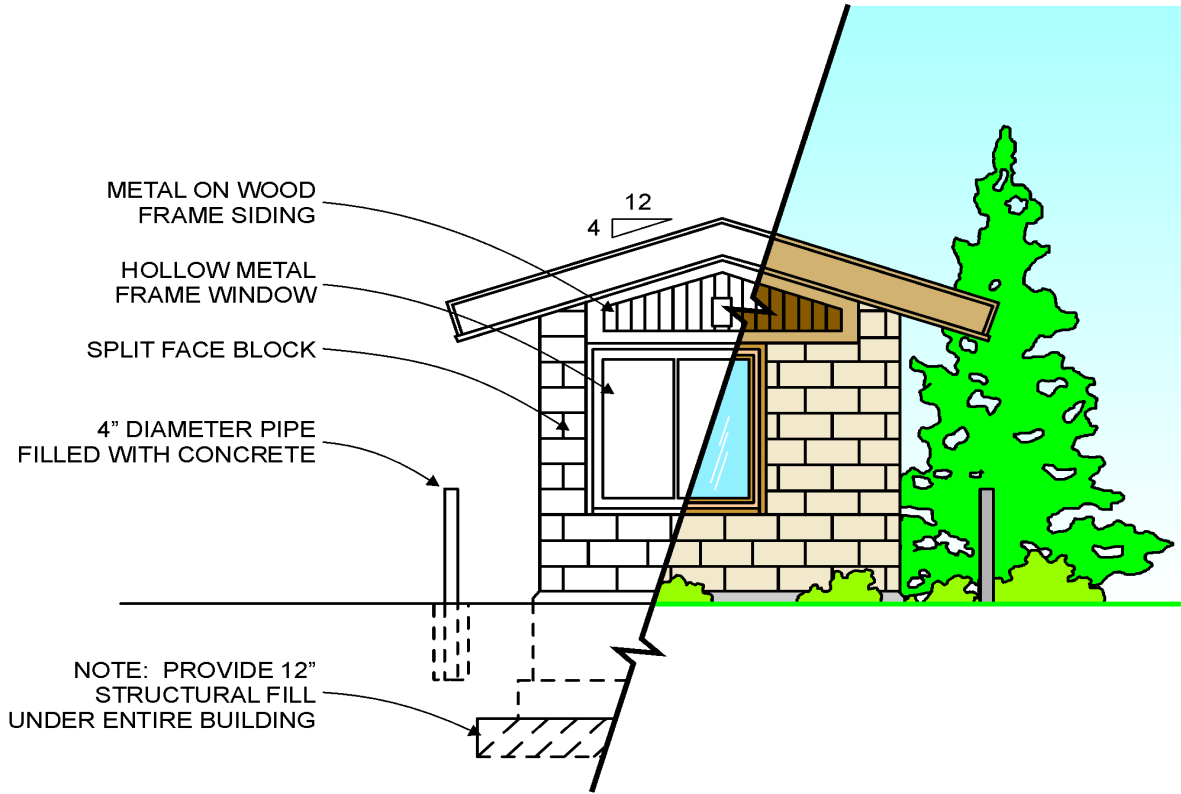 METAL ON WOOD
FRAME SIDING
12
4
HOLLOW METAL
FRAME WINDOW
SPLIT FACE BLOCK
4” DIAMETER PIPE
FILLED WITH CONCRETE
NOTE:  PROVIDE 12”
STRUCTURAL FILL
UNDER ENTIRE BUILDING